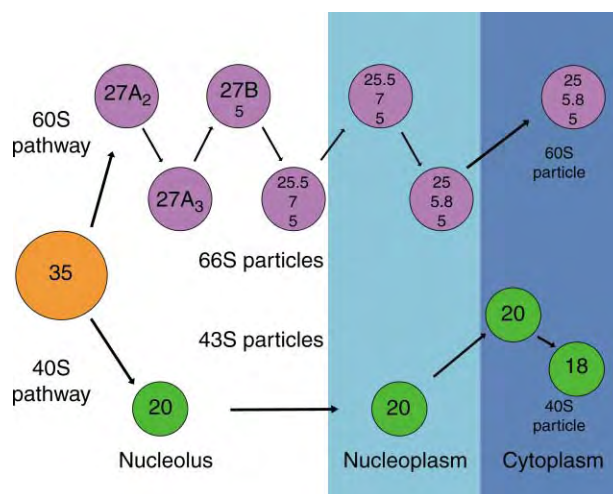 27A₂
27B
5
25.5
7
5
25
5.8
5
60S
pathway
60S
particle
27A₃
25.5
7
5
25
5.8
5
66S particles
35
43S particles
20
18
40S
pathway
40S
particle
20
20
Nucleolus
Nucleoplasm
Cytoplasm